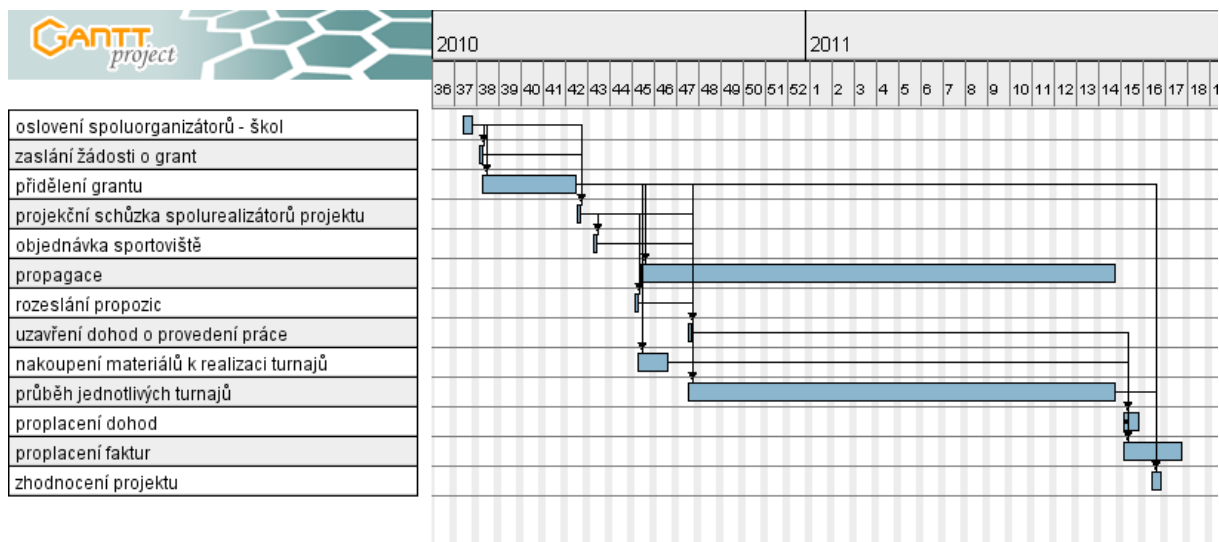 GANTT
project
2010 2011
36 37 38 39 40 41 42 43 44 45 46 47 48 49 50 51 52 1 2 3 4 5 6 7 8 9 10 11 12 13 14 15 16 17 18 1
oslovení spoluorganizátorů - škol
zaslání žádosti o grant
přidělení grantu
projekční schůzka spolurealizátorů projektu
objednávka sportoviště
propagace
rozeslání propozic
uzavření dohod o provedení práce
nakoupení materiálů k realizaci turnajů
průběh jednotlivých turnajů
proplacení dohod
proplacení faktur
zhodnocení projektu